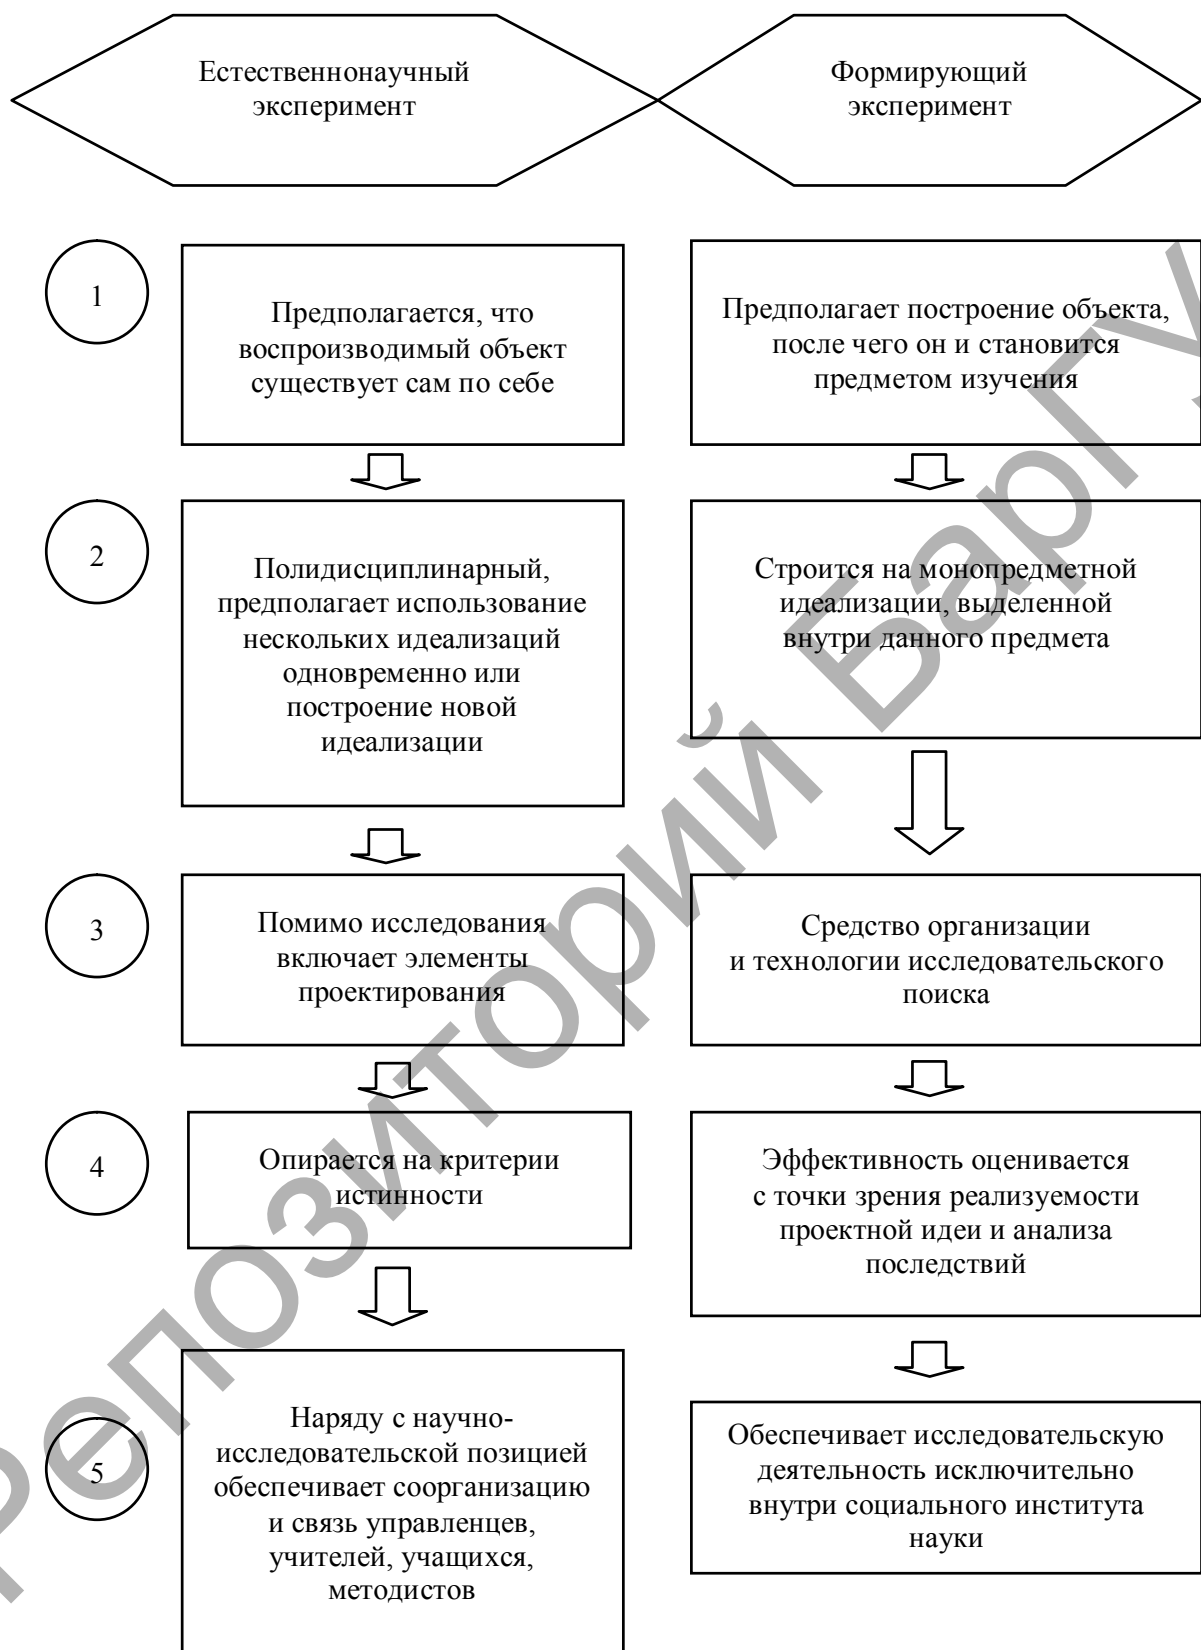 Естественнонаучный
эксперимент
Формирующий
эксперимент
1
Предполагается, что
воспроизводимый объект
существует сам по себе
Предполагает построение объекта,
после чего он и становится
предметом изучения
2
Полидисциплинарный,
предполагает использование
нескольких идеализаций
одновременно или
построение новой
идеализации
Строится на монопредметной
идеализации, выделенной
внутри данного предмета
3
Помимо исследования
включает элементы
проектирования
Средство организации
и технологии исследовательского
поиска
4
Опирается на критерии
истинности
Эффективность оценивается
с точки зрения реализуемости
проектной идеи и анализа
последствий
5
Наряду с научно-
исследовательской позицией
обеспечивает соорганизацию
и связь управленцев,
учителей, учащихся,
методистов
Обеспечивает исследовательскую
деятельность исключительно
внутри социального института
науки
Репозиторий БарГУ